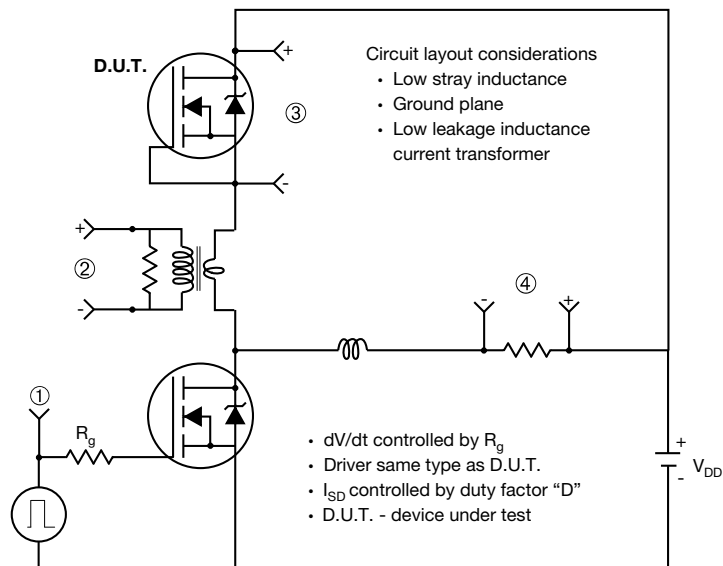 D.U.T.
+
-
③
Circuit layout considerations
• Low stray inductance
• Ground plane
• Low leakage inductance
current transformer
+
②
-
④
-
+
①
R_g
• dV/dt controlled by R_g
• Driver same type as D.U.T.
• I_SD controlled by duty factor “D”
• D.U.T. - device under test
+
-
V_DD